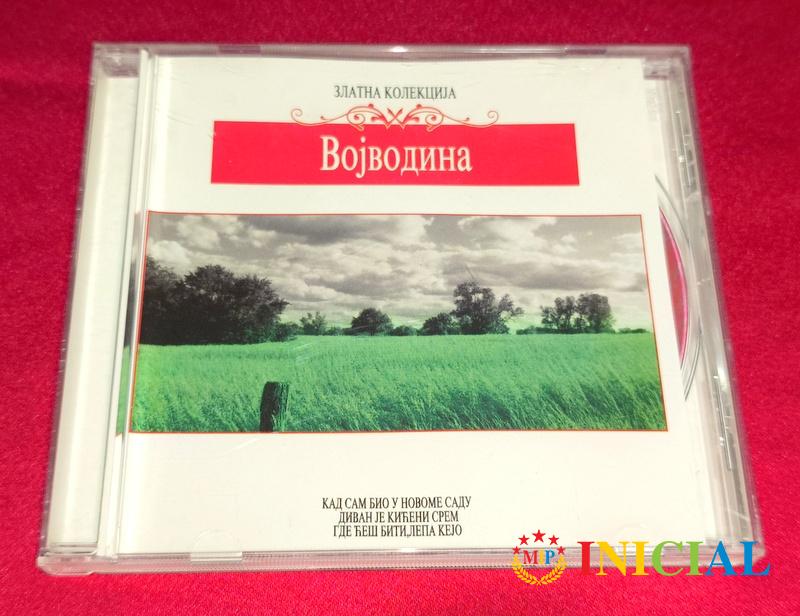 ЗЛАТНА КОЛЕКЦИЈА
Војводина
КАД САМ БИО У НОВОМЕ САДУ
ДИВАН ЈЕ КИЋЕНИ СРЕМ
ГДЕ ЋЕШ БИТИ,ЛЕПА КЕЈО
MP INICIAL